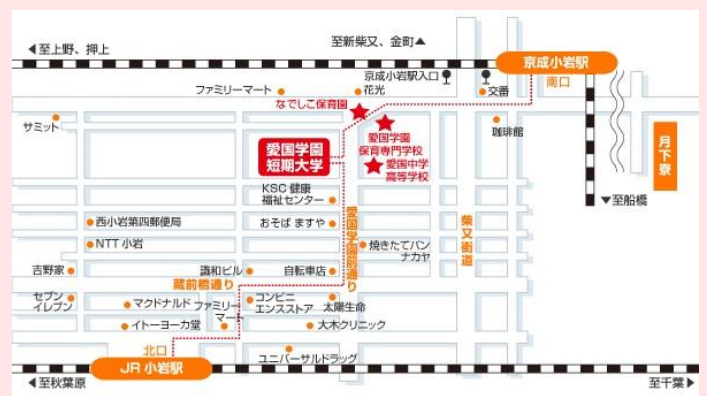 ◀至上野、押上
至新柴又、金町▲
京成小岩駅
京成小岩駅入口
南口
ファミリーマート
花光
交番
なでしこ保育園
サミット
愛国学園
保育専門学校
珈琲館
愛国学園
短期大学
愛国中学
高等学校
月下寮
KSC 健康
福祉センター
▼至船橋
西小岩第四郵便局
おそば ますや
愛国学園前通り
柴又街道
NTT 小岩
焼きたてパン
ナカヤ
吉野家
識和ビル
自転車店
蔵前橋通り
セブン
イレブン
マクドナルド
ファミリー
マート
コンビニ
エンスストア
太陽生命
イトーヨーカ堂
大木クリニック
北口
ユニバーサルドラッグ
JR 小岩駅
◀至秋葉原
至千葉▶